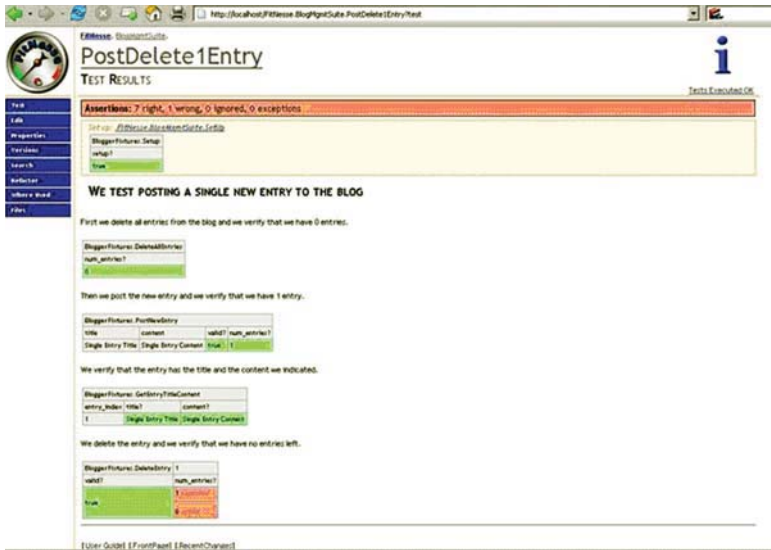 http://localhost/FitNesse.BlogMgmtSuite.PostDelete1Entry?test
FitNesse. BlogMgmtSuite.
PostDelete1Entry
TEST RESULTS
Tests Executed OK
Assertions: 7 right, 1 wrong, 0 ignored, 0 exceptions
Test
Edit
Properties
Versions
Search
Refactor
Where Used
Files
Set up: .FitNesse.BlogMgmtSuite.SetUp
BloggerFixtures.Setup
setup?
true
WE TEST POSTING A SINGLE NEW ENTRY TO THE BLOG
First we delete all entries from the blog and we verify that we have 0 entries.
BloggerFixtures.DeleteAllEntries
num_entries?
0
Then we post the new entry and we verify that we have 1 entry.
BloggerFixtures.PostNewEntry
title content valid? num_entries?
Single Entry Title Single Entry Content true 1
We verify that the entry has the title and the content we indicated.
BloggerFixtures.GetEntryTitleContent
entry_index title? content?
1 Single Entry Title Single Entry Content
We delete the entry and we verify that we have no entries left.
BloggerFixtures.DeleteEntry 1
valid? num_entries?
true 1 expected
0 actual
[User Guide] [FrontPage] [RecentChanges]